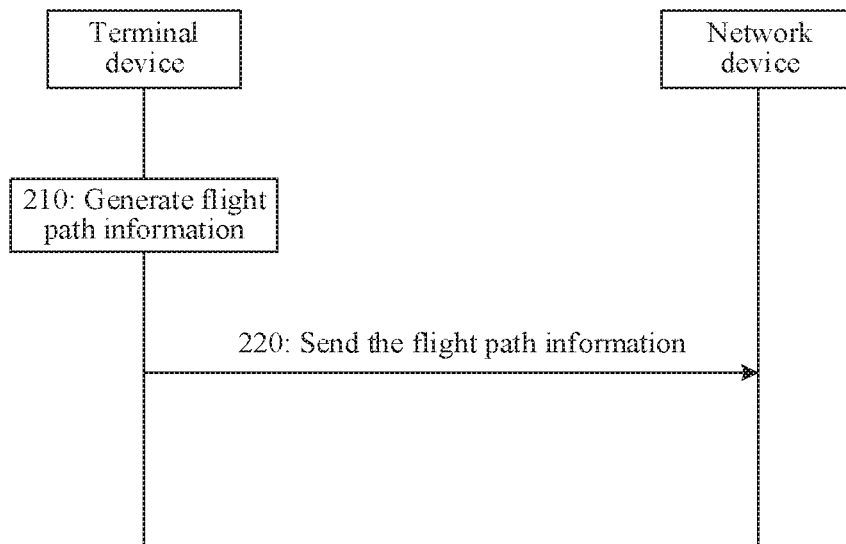 Terminal
device
Network
device
210: Generate flight
path information
220: Send the flight path information